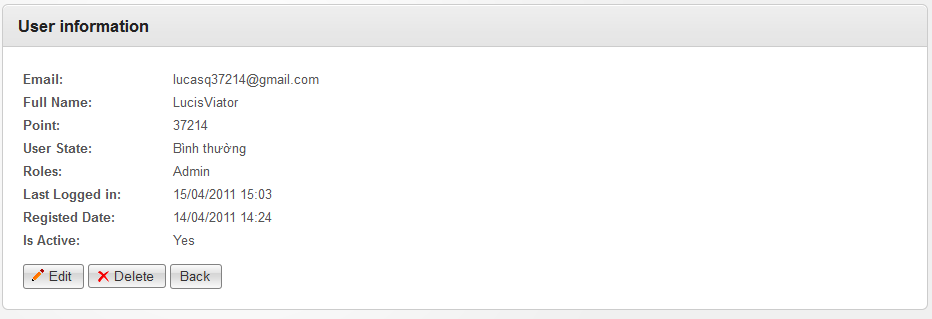 User information
Email: lucasq37214@gmail.com
Full Name: LucisViator
Point: 37214
User State: Bình thường
Roles: Admin
Last Logged in: 15/04/2011 15:03
Registed Date: 14/04/2011 14:24
Is Active: Yes
Edit Delete Back